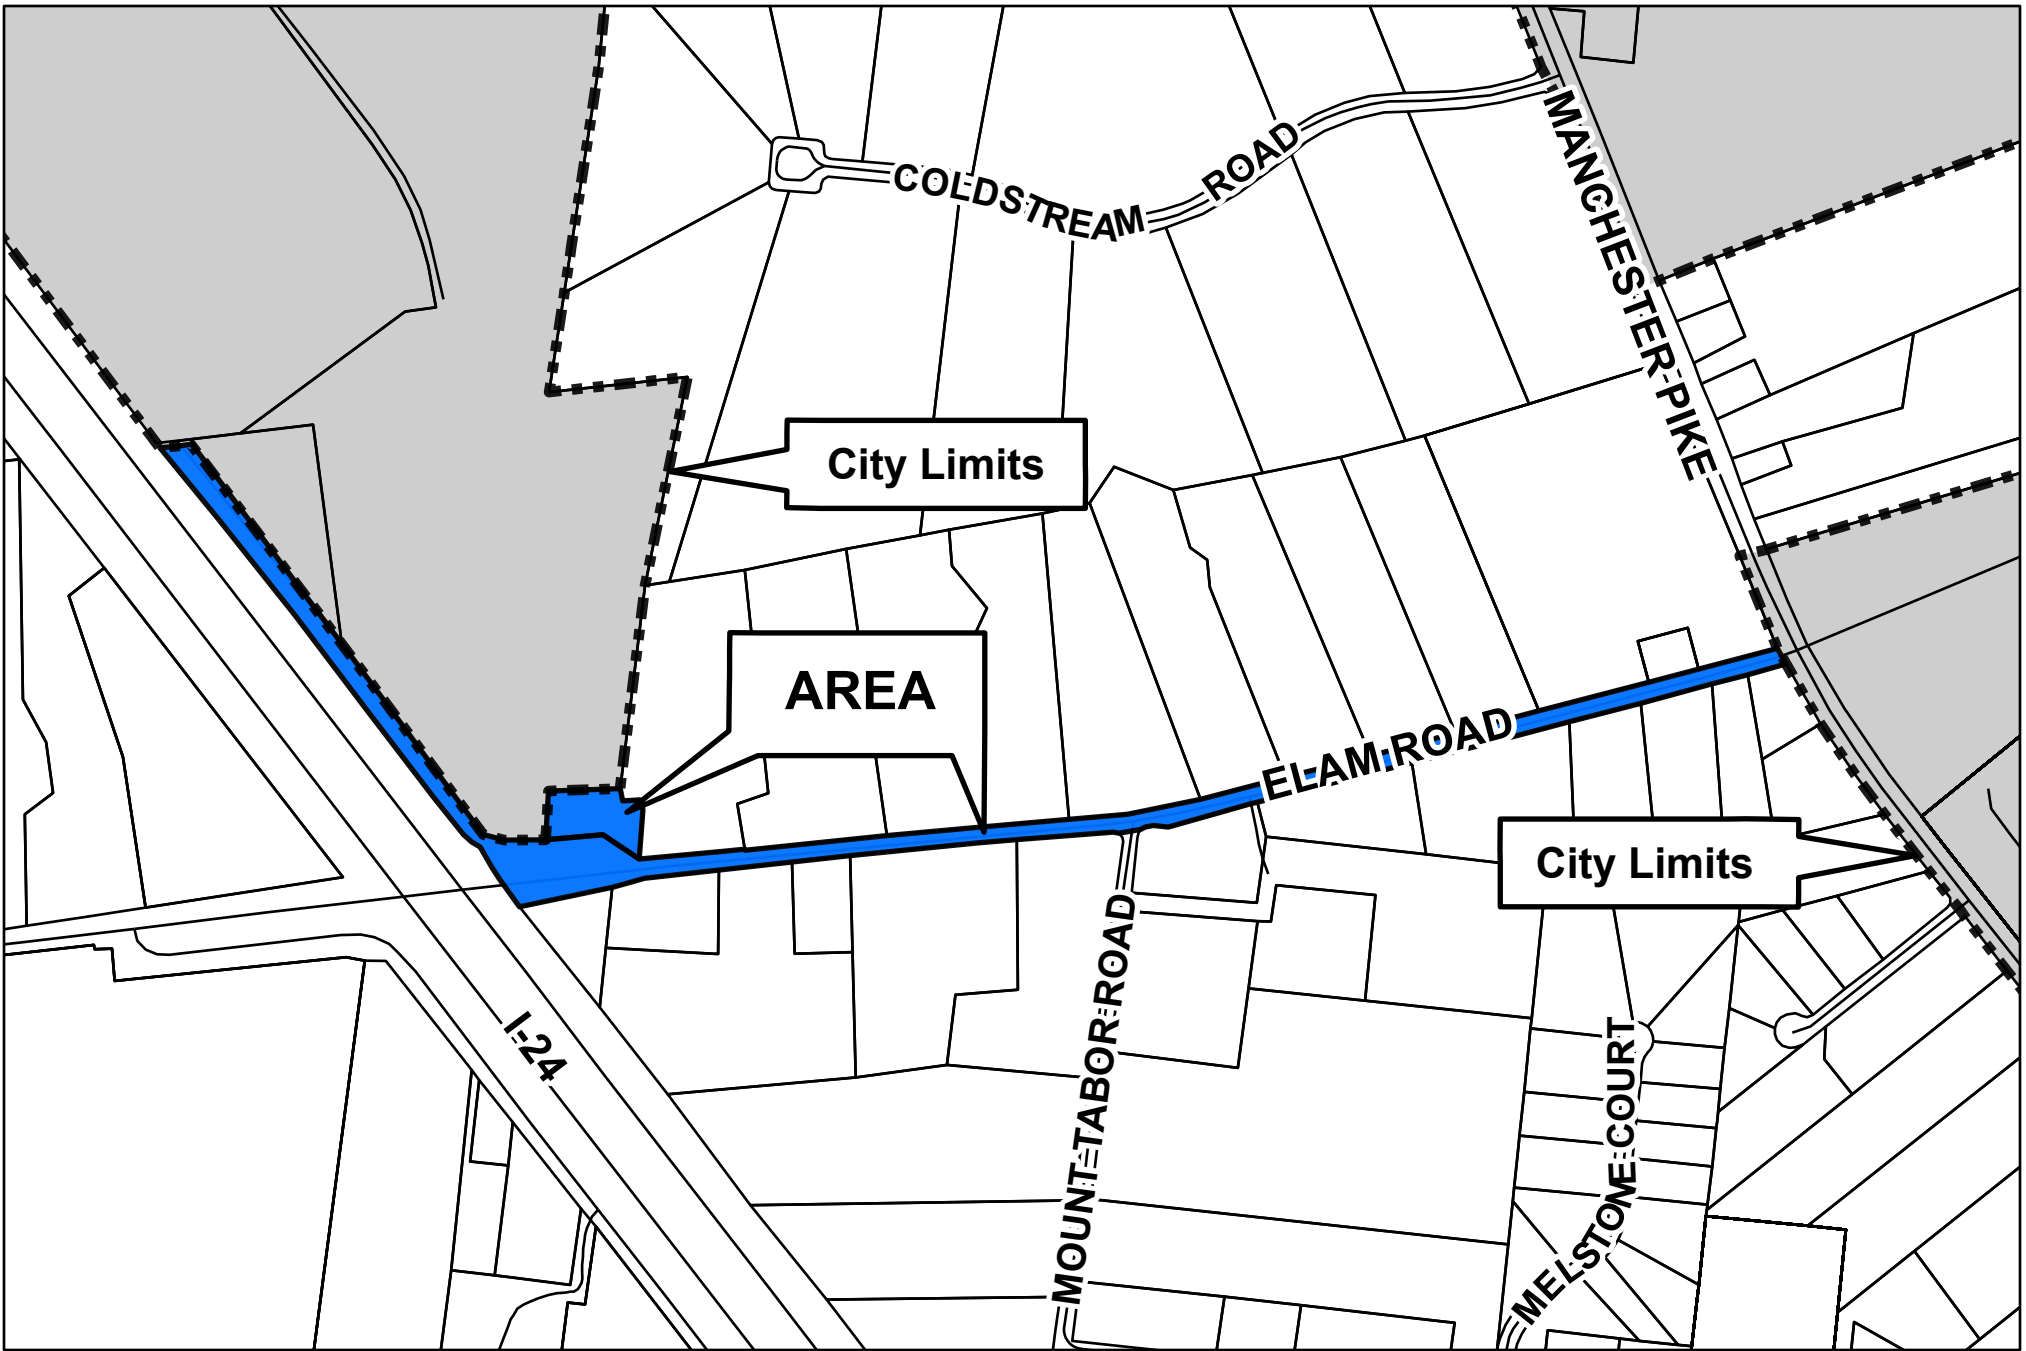 COLDSTREAM ROAD
MANCHESTER PIKE
City Limits
AREA
ELAM ROAD
City Limits
I-24
MOUNT TABOR ROAD
MELSTONE COURT